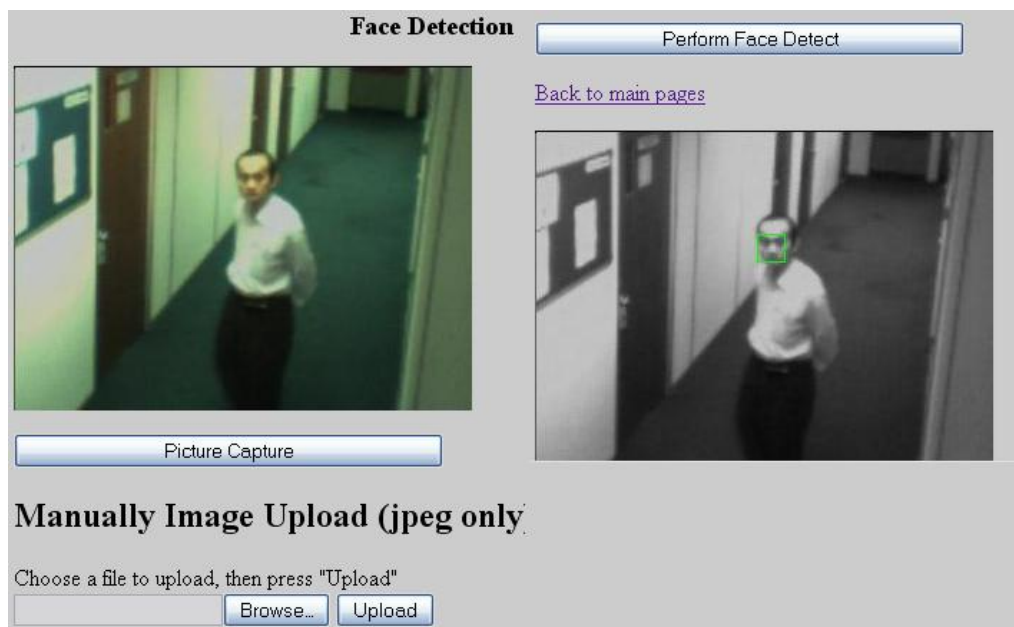 Face Detection
Perform Face Detect
Back to main pages
Picture Capture
Manually Image Upload (jpeg only)
Choose a file to upload, then press "Upload"
Browse... Upload